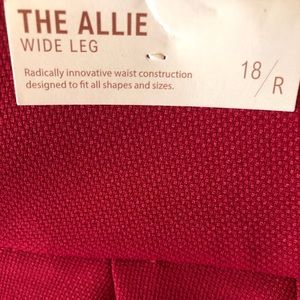 THE ALLIE
WIDE LEG
Radically innovative waist construction
designed to fit all shapes and sizes.
18/R